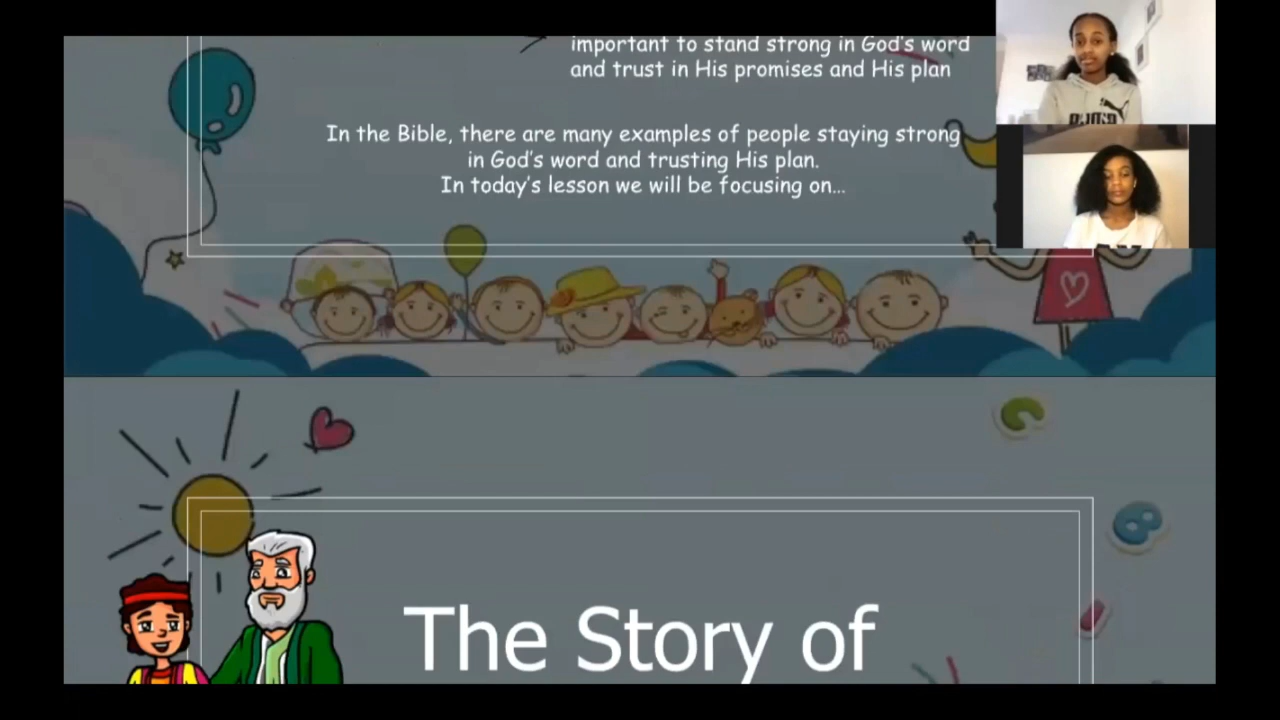 important to stand strong in God's word
and trust in His promises and His plan
In the Bible, there are many examples of people staying strong
in God's word and trusting His plan.
In today's lesson we will be focusing on...
The Story of